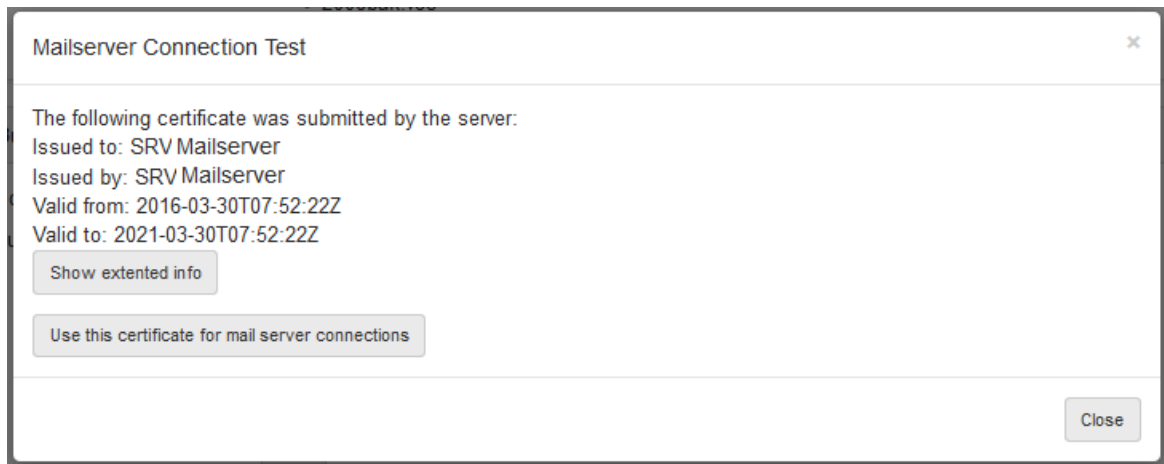 Mailserver Connection Test
×
The following certificate was submitted by the server:
Issued to: SRV Mailserver
Issued by: SRV Mailserver
Valid from: 2016-03-30T07:52:22Z
Valid to: 2021-03-30T07:52:22Z
Show extented info
Use this certificate for mail server connections
Close